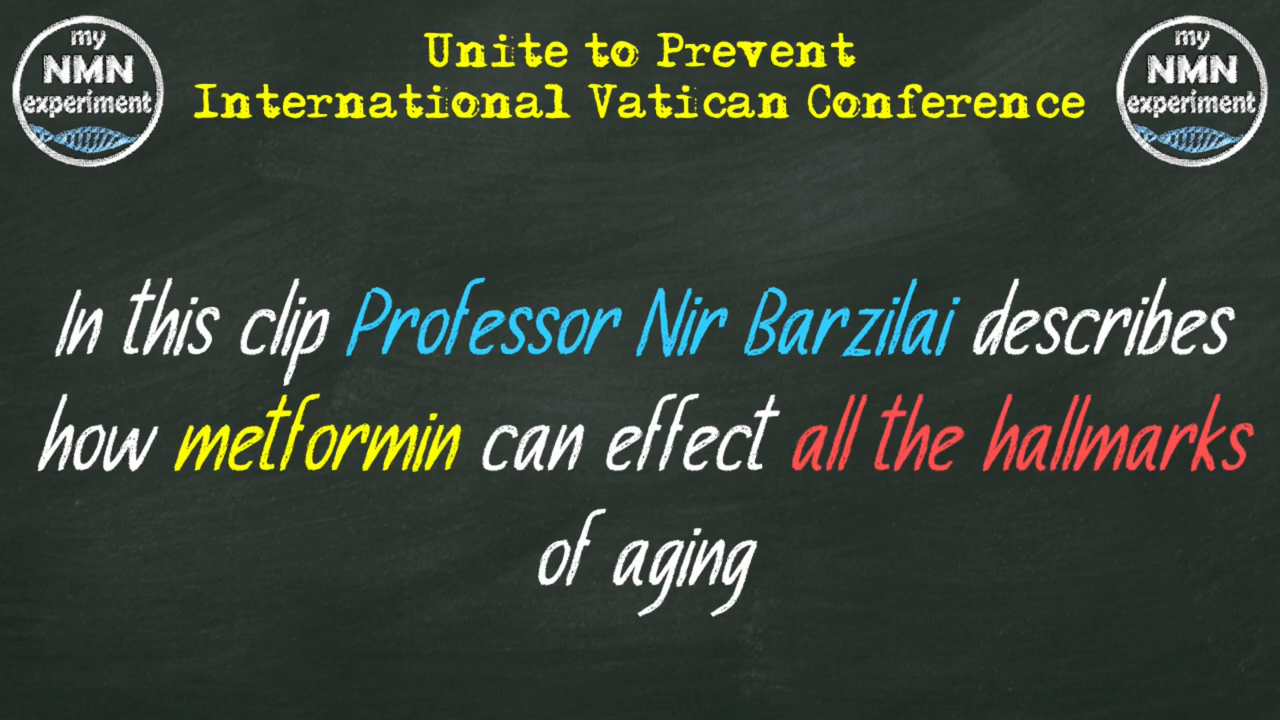 my
NMN
experiment
Unite to Prevent
International Vatican Conference
my
NMN
experiment
In this clip Professor Nir Barzilai describes
how metformin can effect all the hallmarks
of aging